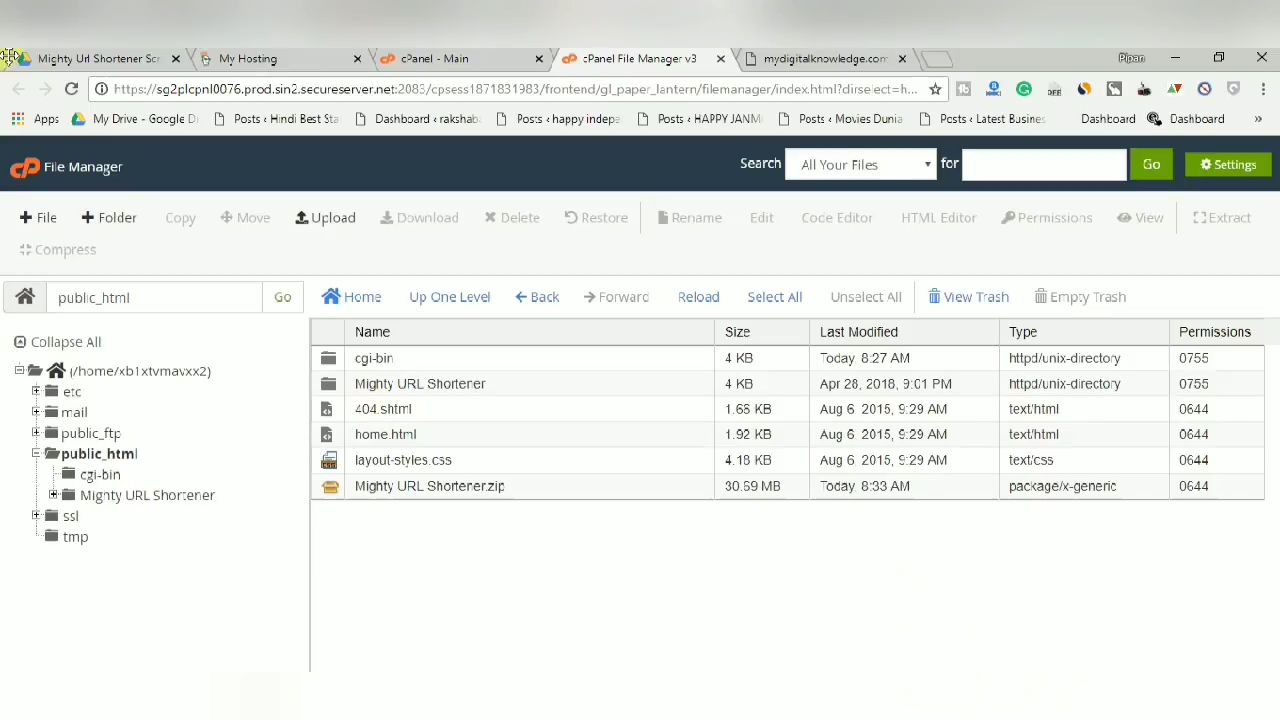 Mighty Url Shortener Scr
My Hosting
cPanel - Main
cPanel File Manager v3
mydigitalknowledge.com
Ripan
https://sg2plcpnl0076.prod.sin2.secureserver.net:2083/cpsess1871831983/frontend/gl_paper_lantern/filemanager/index.html?dirselect=h...
Apps
My Drive - Google D
Posts ‹ Hindi Best Sta
Dashboard ‹ rakshab
Posts ‹ happy indepe
Posts ‹ HAPPY JANM
Posts ‹ Movies Dunia
Posts ‹ Latest Busines
Dashboard
Dashboard
»
cP File Manager
Search
All Your Files
for
Go
Settings
File
Folder
Copy
Move
Upload
Download
Delete
Restore
Rename
Edit
Code Editor
HTML Editor
Permissions
View
Extract
Compress
public_html
Go
Home
Up One Level
Back
Forward
Reload
Select All
Unselect All
View Trash
Empty Trash
Collapse All
(/home/xb1xtvmavxx2)
etc
mail
public_ftp
public_html
cgi-bin
Mighty URL Shortener
ssl
tmp
Name Size Last Modified Type Permissions
cgi-bin 4 KB Today, 8:27 AM httpd/unix-directory 0755
Mighty URL Shortener 4 KB Apr 28, 2018, 9:01 PM httpd/unix-directory 0755
404.shtml 1.66 KB Aug 6, 2015, 9:29 AM text/html 0644
home.html 1.92 KB Aug 6, 2015, 9:29 AM text/html 0644
layout-styles.css 4.18 KB Aug 6, 2015, 9:29 AM text/css 0644
Mighty URL Shortener.zip 30.69 MB Today, 8:33 AM package/x-generic 0644